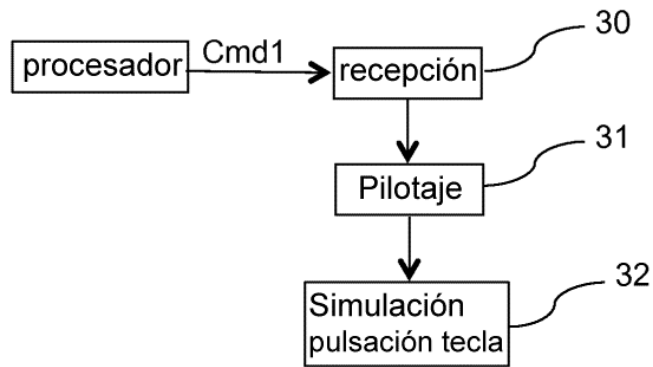 30
procesador
Cmd1
recepción
31
Pilotaje
32
Simulación
pulsación tecla